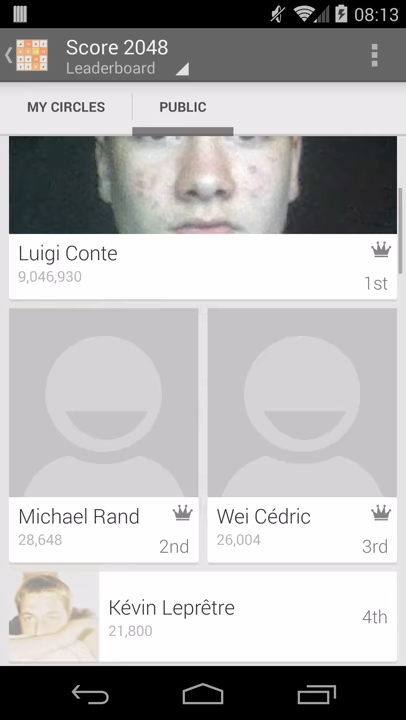 08:13
Score 2048
Leaderboard
MY CIRCLES
PUBLIC
Luigi Conte
9,046,930
1st
Michael Rand
28,648
2nd
Wei Cédric
26,004
3rd
Kévin Leprêtre
21,800
4th